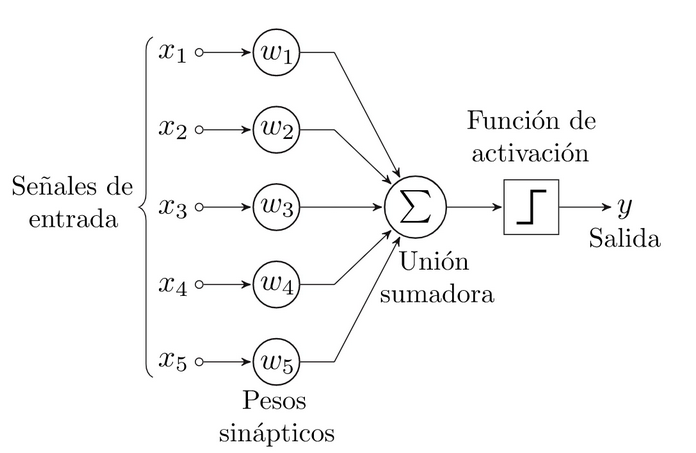 x1 w1
x2 w2
x3 w3
x4 w4
x5 w5
Señales de
entrada
Σ
Unión
sumadora
Función de
activación
y
Salida
Pesos
sinápticos